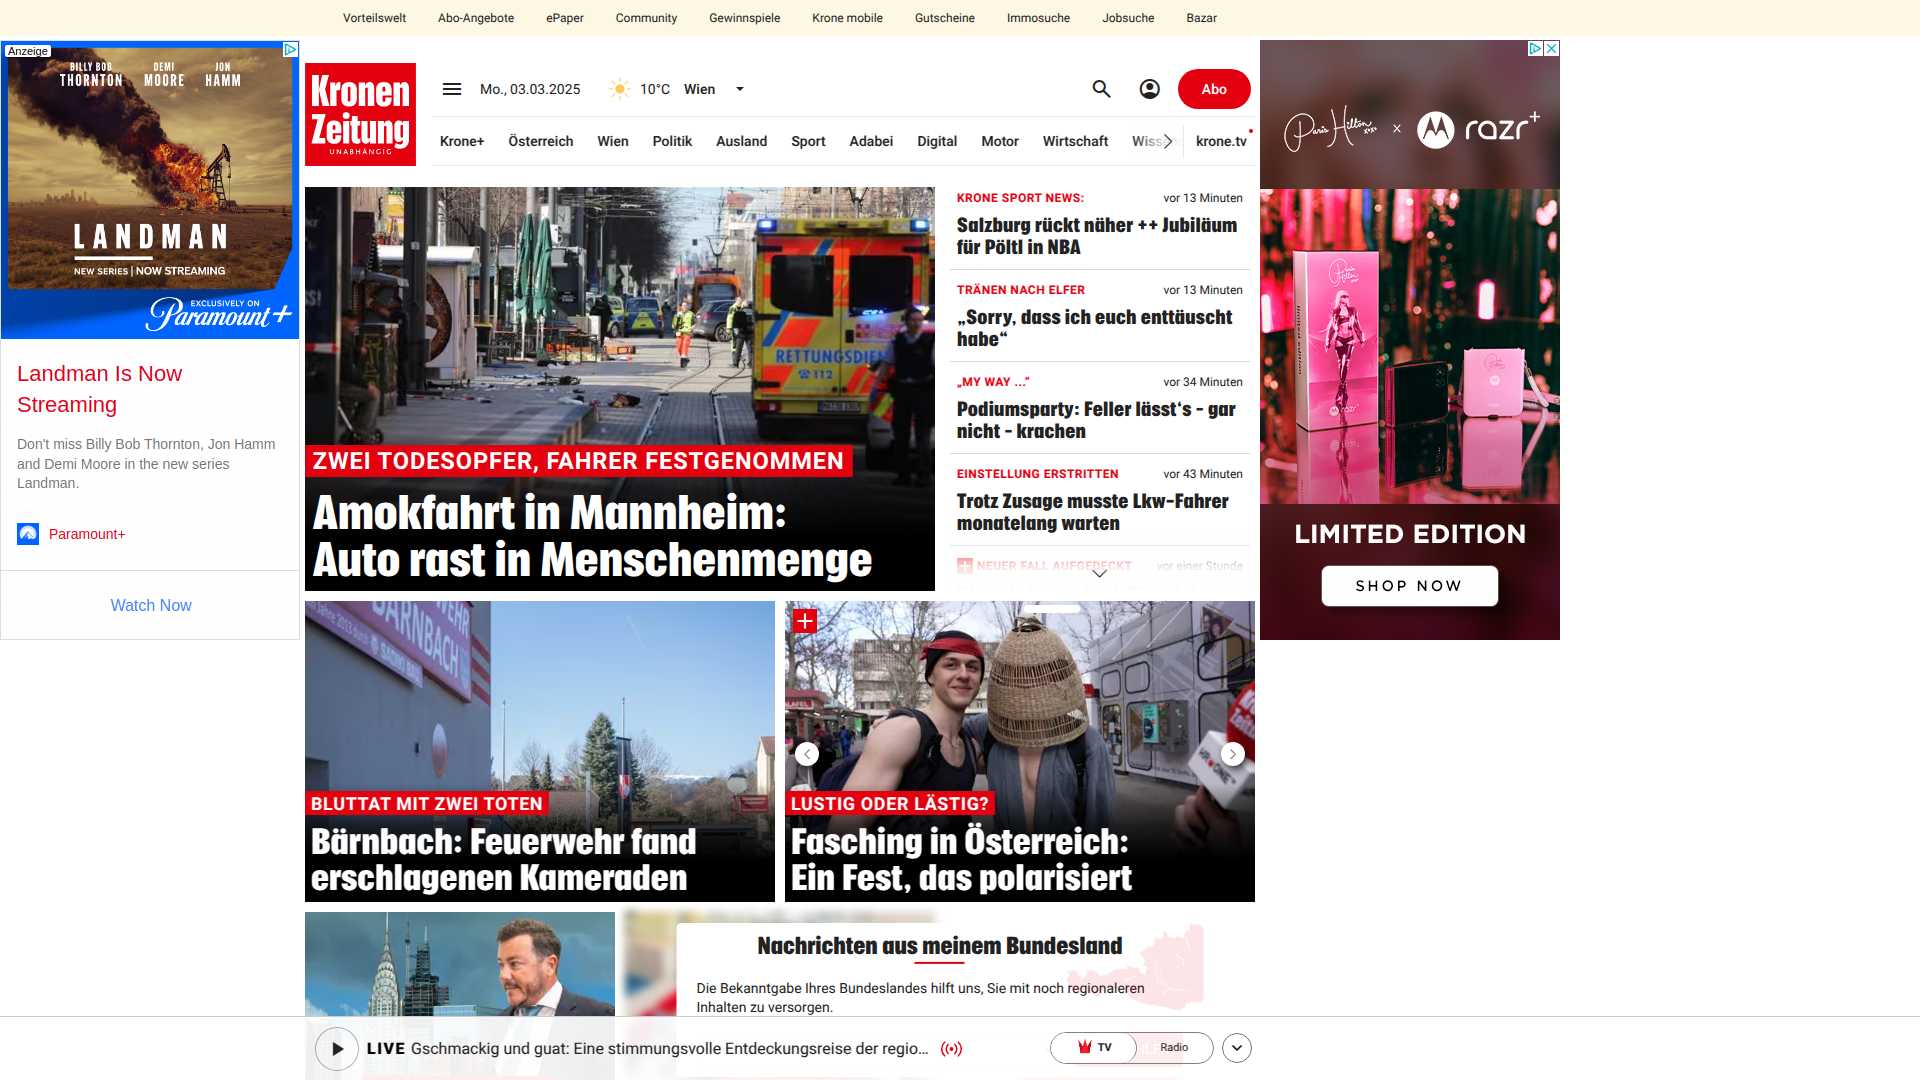 Vorteilswelt
Abo-Angebote
ePaper
Community
Gewinnspiele
Krone mobile
Gutscheine
Immosuche
Jobsuche
Bazar
Anzeige
BILLY BOB THORNTON
DEMI MOORE
JON HAMM
LANDMAN
NEW SERIES | NOW STREAMING
EXCLUSIVELY ON
Paramount+
Landman Is Now
Streaming
Don't miss Billy Bob Thornton, Jon Hamm
and Demi Moore in the new series
Landman.
Paramount+
Watch Now
Kronen
Zeitung
UNABHÄNGIG
Mo., 03.03.2025
10°C
Wien
Abo
Krone+
Österreich
Wien
Politik
Ausland
Sport
Adabei
Digital
Motor
Wirtschaft
krone.tv
RETTUNGSDIEN
112
ZWEI TODESOPFER, FAHRER FESTGENOMMEN
Amokfahrt in Mannheim:
Auto rast in Menschenmenge
KRONE SPORT NEWS:
vor 13 Minuten
Salzburg rückt näher ++ Jubiläum
für Pöltl in NBA
TRÄNEN NACH ELFER
vor 13 Minuten
„Sorry, dass ich euch enttäuscht
habe“
„MY WAY ...“
vor 34 Minuten
Podiumsparty: Feller lässt‘s – gar
nicht – krachen
EINSTELLUNG ERSTRITTEN
vor 43 Minuten
Trotz Zusage musste Lkw-Fahrer
monatelang warten
NEUER FALL AUFGEDECKT
vor einer Stunde
BLUTTAT MIT ZWEI TOTEN
Bärnbach: Feuerwehr fand
erschlagenen Kameraden
LUSTIG ODER LÄSTIG?
Fasching in Österreich:
Ein Fest, das polarisiert
Nachrichten aus meinem Bundesland
Die Bekanntgabe Ihres Bundeslandes hilft uns, Sie mit noch regionaleren
Inhalten zu versorgen.
Paris Hilton xoxo x razr+
LIMITED EDITION
SHOP NOW
LIVE Gschmackig und guat: Eine stimmungsvolle Entdeckungsreise der regio...
TV
Radio